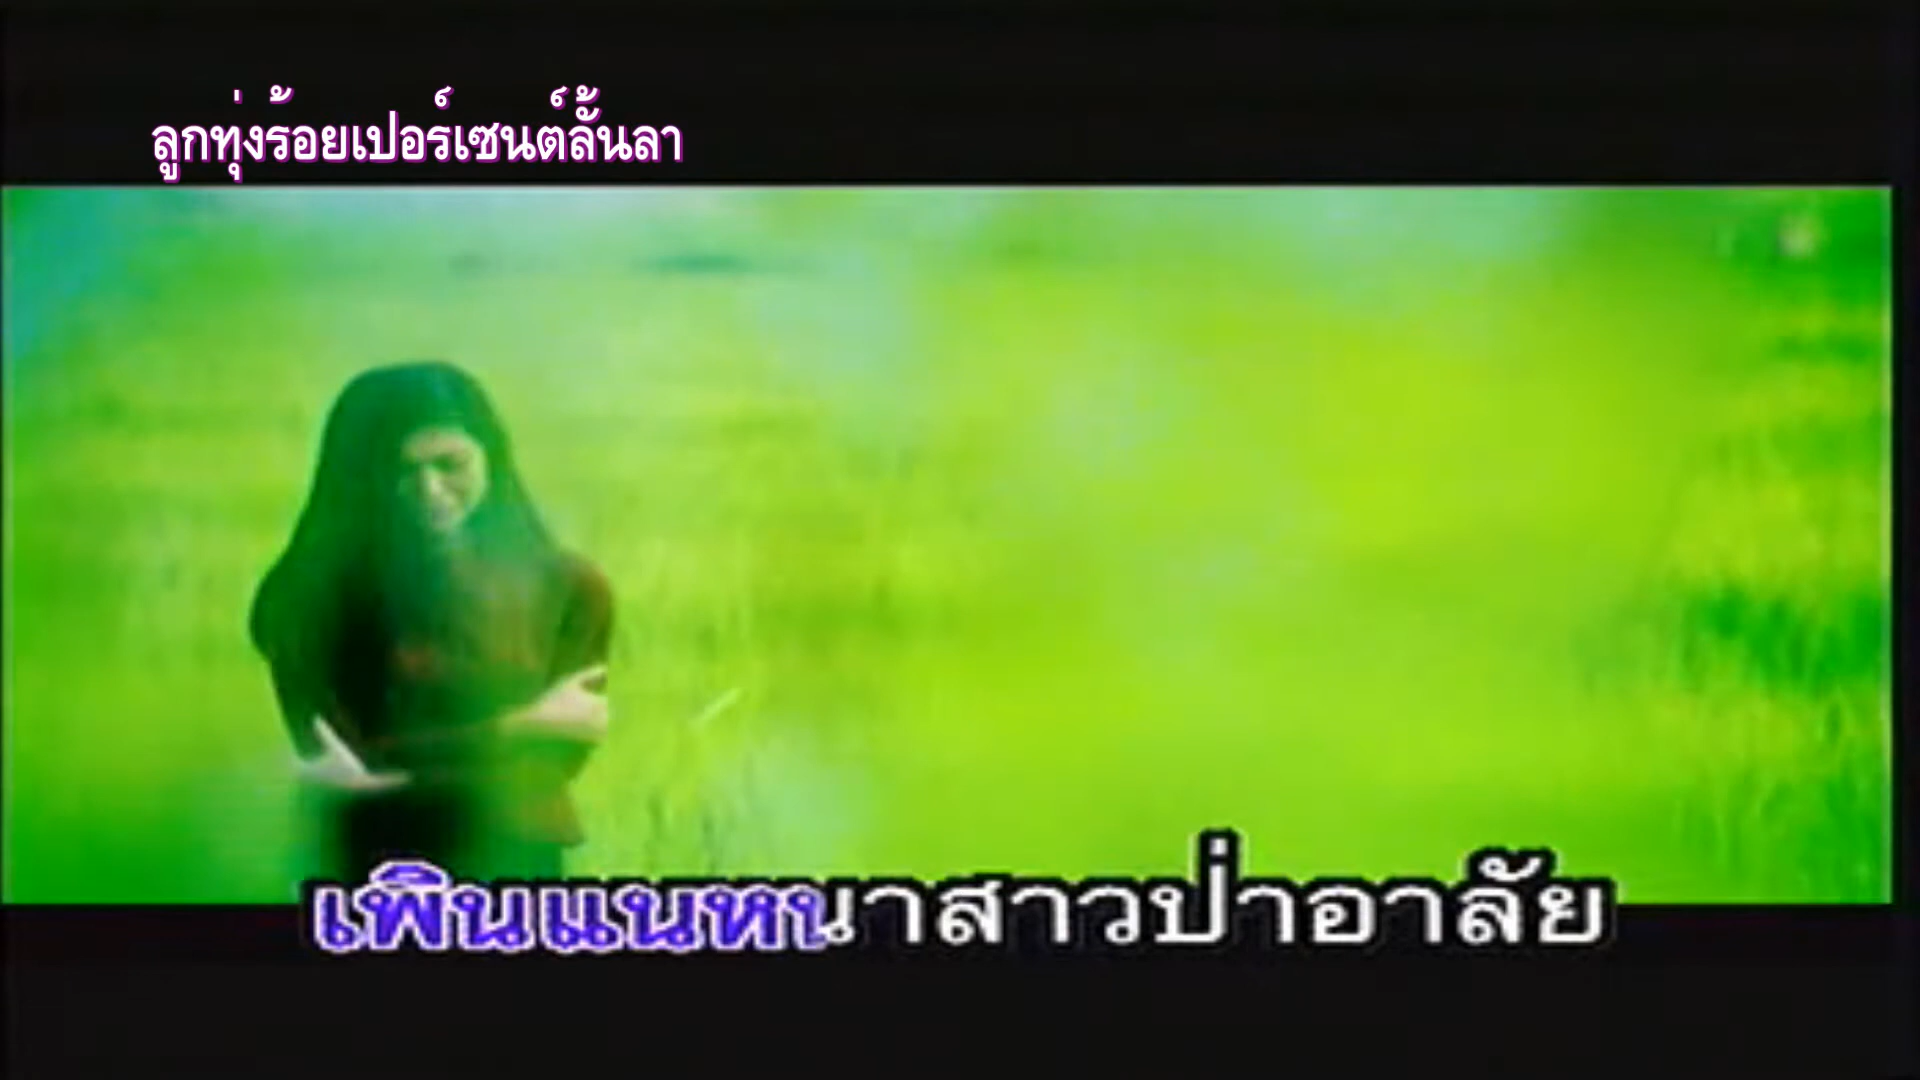 ลูกทุ่งร้อยเปอร์เซนต์ลั้นลา
เพินแนหนาสาวป่าอาลัย